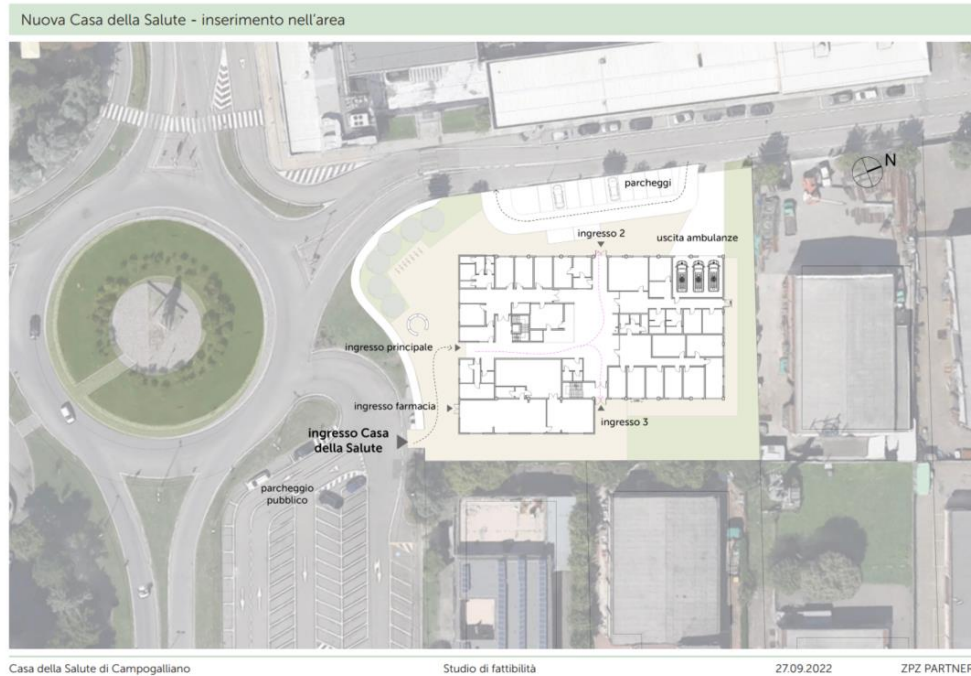 Nuova Casa della Salute - inserimento nell'area
N
parcheggi
ingresso 2
uscita ambulanze
ingresso principale
ingresso farmacia
ingresso 3
ingresso Casa
della Salute
parcheggio
pubblico
Casa della Salute di Campogalliano
Studio di fattibilità
27.09.2022
ZPZ PARTNER